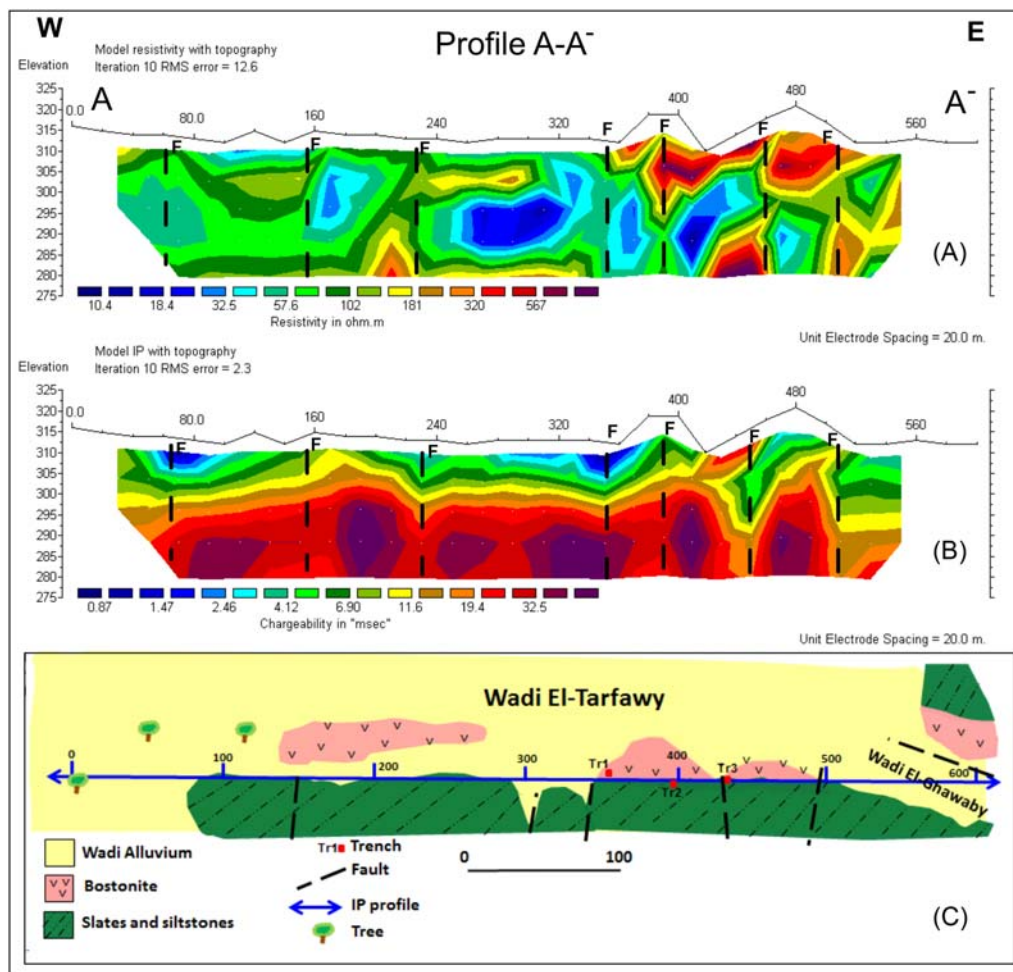 W
Profile A-A-
E
Model resistivity with topography
Iteration 10 RMS error = 12.6
Elevation
A
A-
0.0 80.0 160 240 320 400 480 560
325
320
315
310
305
300
295
290
285
280
275
F F F F F F F
(A)
10.4 18.4 32.5 57.6 102 181 320 567
Resistivity in ohm.m
Unit Electrode Spacing = 20.0 m.
Model IP with topography
Iteration 10 RMS error = 2.3
Elevation
0.0 80.0 160 240 320 400 480 560
325
320
315
310
305
300
295
290
285
280
275
F F F F F F F
(B)
0.87 1.47 2.46 4.12 6.90 11.6 19.4 32.5
Chargeability in "msec"
Unit Electrode Spacing = 20.0 m.
Wadi El-Tarfawy
Wadi El-Ghawaby
0 100 200 300 400 500 600
Tr1 Tr2 Tr3
Wadi Alluvium
Bostonite
Slates and siltstones
Tr1 Trench
Fault
IP profile
Tree
0 100
(C)